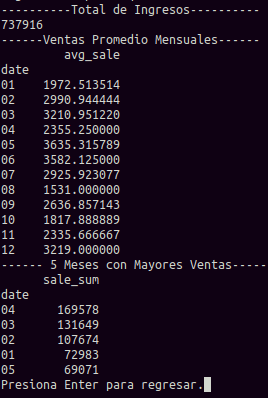 ----------Total de Ingresos----------
737916
------Ventas Promedio Mensuales------
avg_sale
date
01 1972.513514
02 2990.944444
03 3210.951220
04 2355.250000
05 3635.315789
06 3582.125000
07 2925.923077
08 1531.000000
09 2636.857143
10 1817.888889
11 2335.666667
12 3219.000000
------ 5 Meses con Mayores Ventas-----
sale_sum
date
04 169578
03 131649
02 107674
01 72983
05 69071
Presiona Enter para regresar.